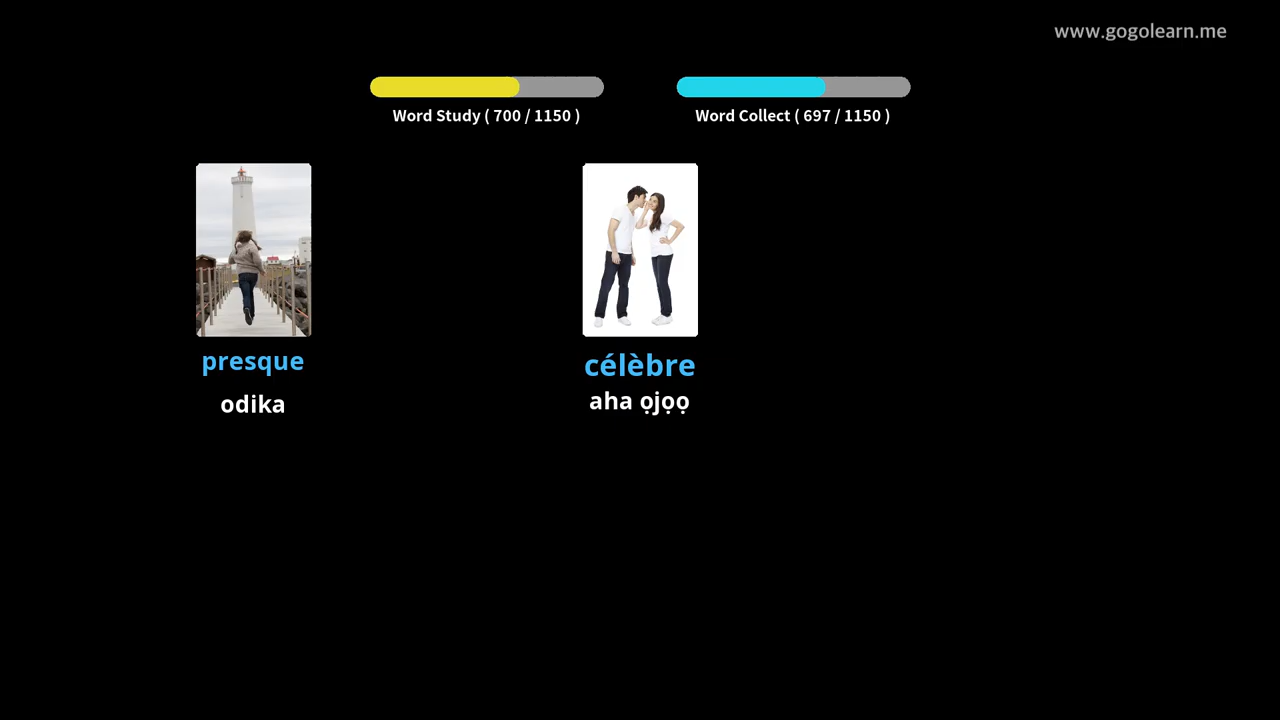 www.gogolearn.me
Word Study ( 700 / 1150 )
Word Collect ( 697 / 1150 )
presque
odika
célèbre
aha ọjọọ